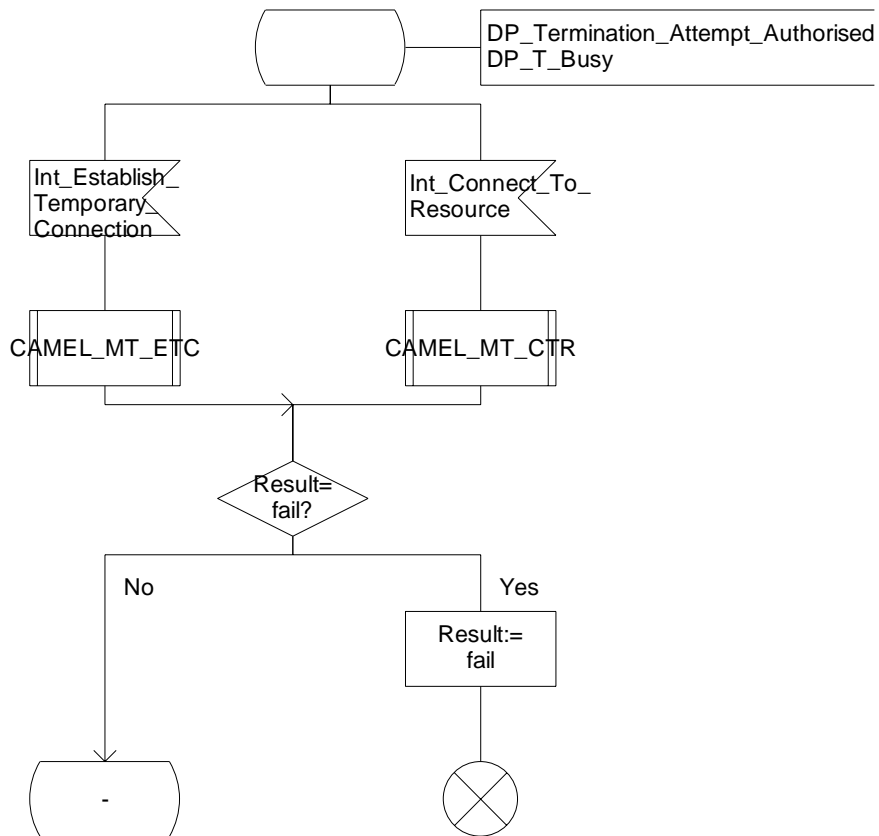 DP_Termination_Attempt_Authorised
DP_T_Busy
Int_Establish_
Temporary_
Connection
Int_Connect_To_
Resource
CAMEL_MT_ETC
CAMEL_MT_CTR
Result=
fail?
No
Yes
Result:=
fail
-